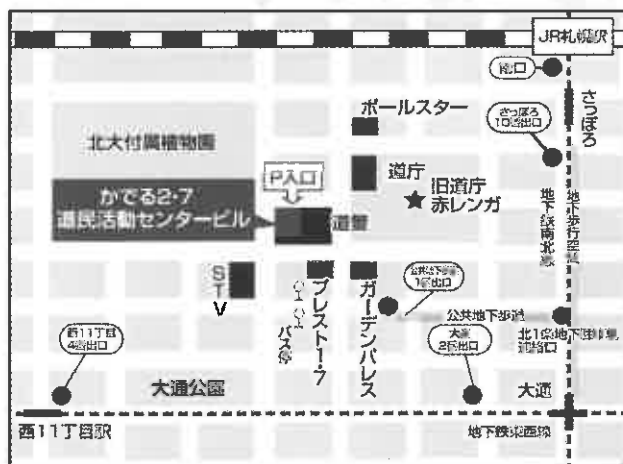 JR札幌駅
南口
さっぽろ
さっぽろ
10番出口
ポールスター
北大付属植物園
P入口
道庁
旧道庁
赤レンガ
かでる2・7
道民活動センタービル
道警
地下鉄南北線
地下歩行空間
STV
プレスト1・7
バス停
ガーデンパレス
公共地下歩道
1番出口
公共地下歩道
西11丁目
4番出口
大通
2番出口
北1条地下駐車場
連絡口
大通公園
大通
西11丁目駅
地下鉄東西線